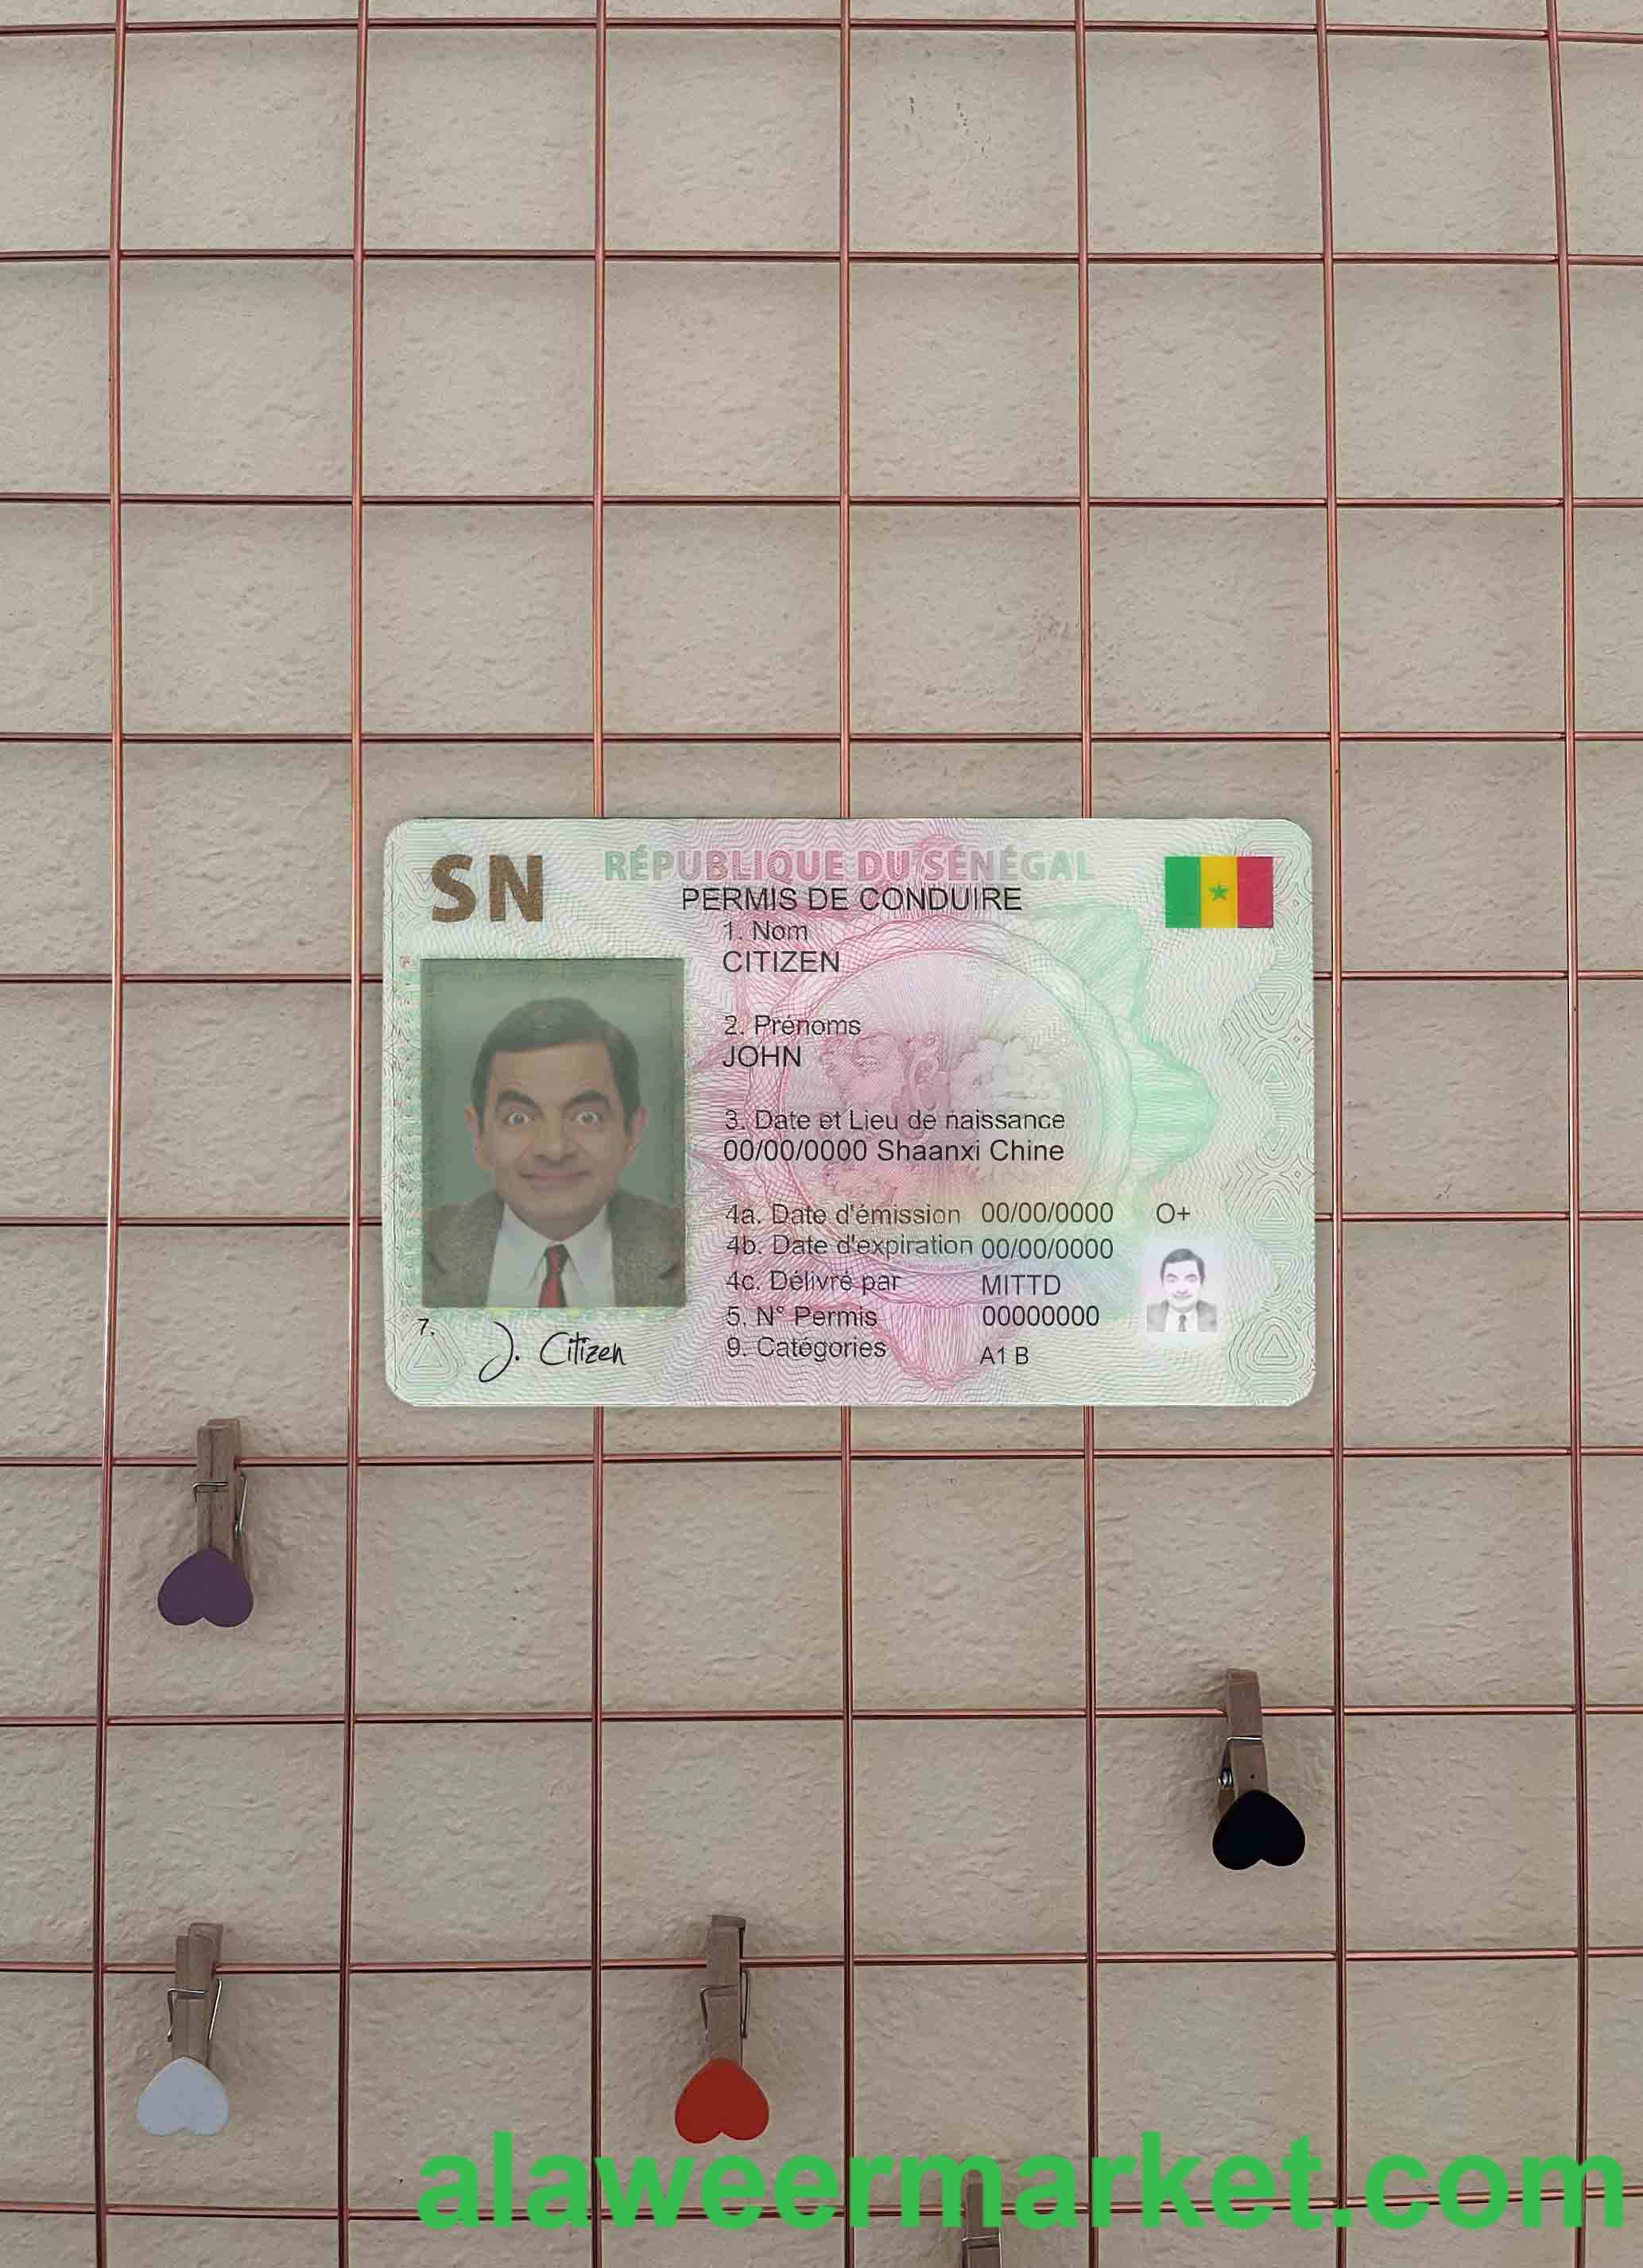 SN
RÉPUBLIQUE DU SÉNÉGAL
PERMIS DE CONDUIRE
1. Nom
CITIZEN
2. Prénoms
JOHN
3. Date et Lieu de naissance
00/00/0000 Shaanxi Chine
4a. Date d'émission 00/00/0000 O+
4b. Date d'expiration 00/00/0000
4c. Délivré par MITTD
5. N° Permis 00000000
9. Catégories A1 B
7. J. Citizen
alaweermarket.com